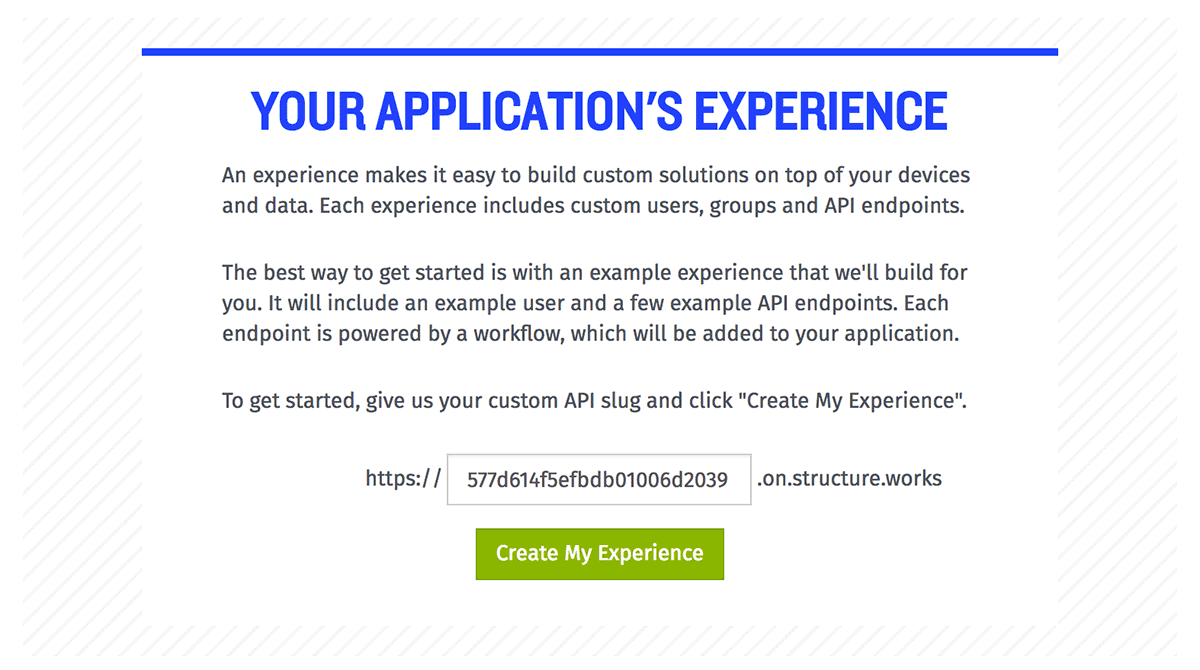 YOUR APPLICATION'S EXPERIENCE
An experience makes it easy to build custom solutions on top of your devices
and data. Each experience includes custom users, groups and API endpoints.
The best way to get started is with an example experience that we'll build for
you. It will include an example user and a few example API endpoints. Each
endpoint is powered by a workflow, which will be added to your application.
To get started, give us your custom API slug and click "Create My Experience".
https:// 577d614f5efbdb01006d2039 .on.structure.works
Create My Experience